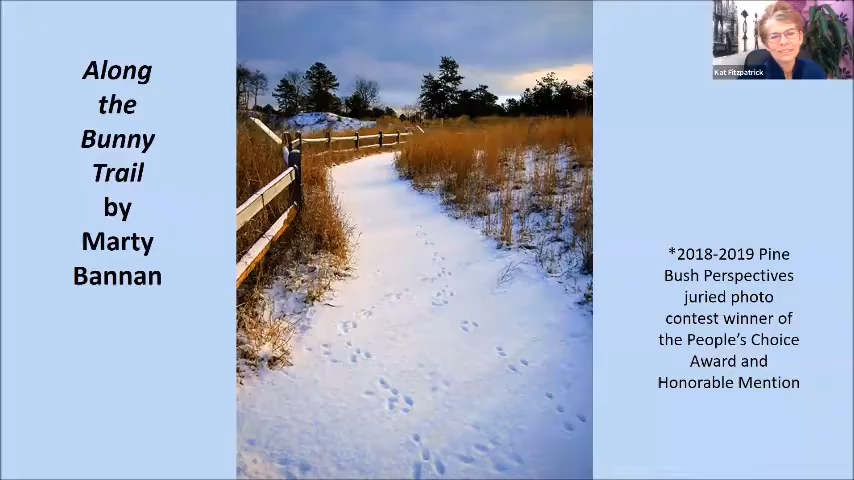 Along
the
Bunny
Trail
by
Marty
Bannan
Kat Fitzpatrick
*2018-2019 Pine
Bush Perspectives
juried photo
contest winner of
the People's Choice
Award and
Honorable Mention